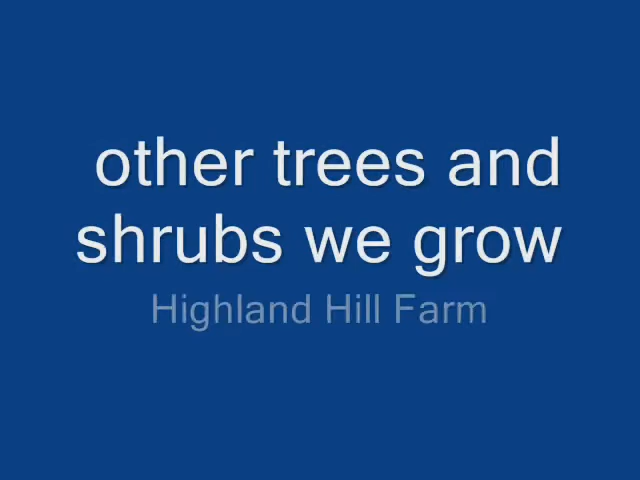 other trees and
shrubs we grow
Highland Hill Farm